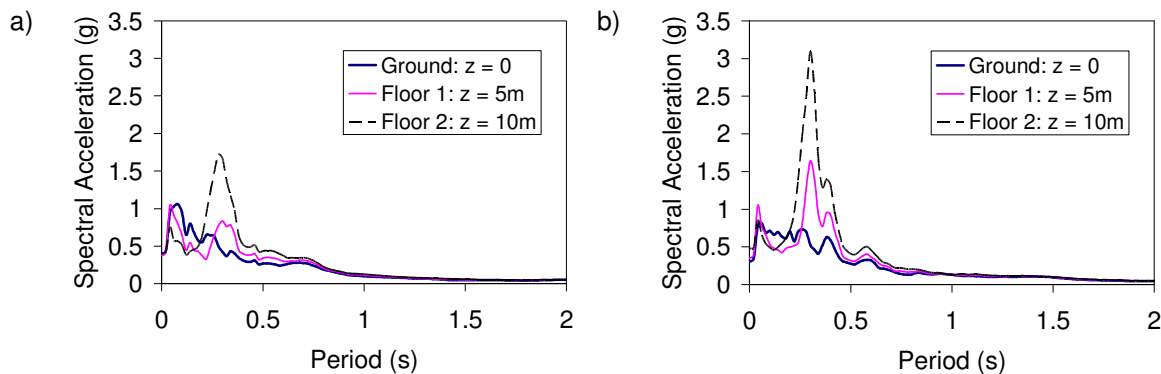 a)
Spectral Acceleration (g)
3.5
3
2.5
2
1.5
1
0.5
0
Ground: z = 0
Floor 1: z = 5m
Floor 2: z = 10m
0 0.5 1 1.5 2
Period (s)
b)
Spectral Acceleration (g)
3.5
3
2.5
2
1.5
1
0.5
0
Ground: z = 0
Floor 1: z = 5m
Floor 2: z = 10m
0 0.5 1 1.5 2
Period (s)